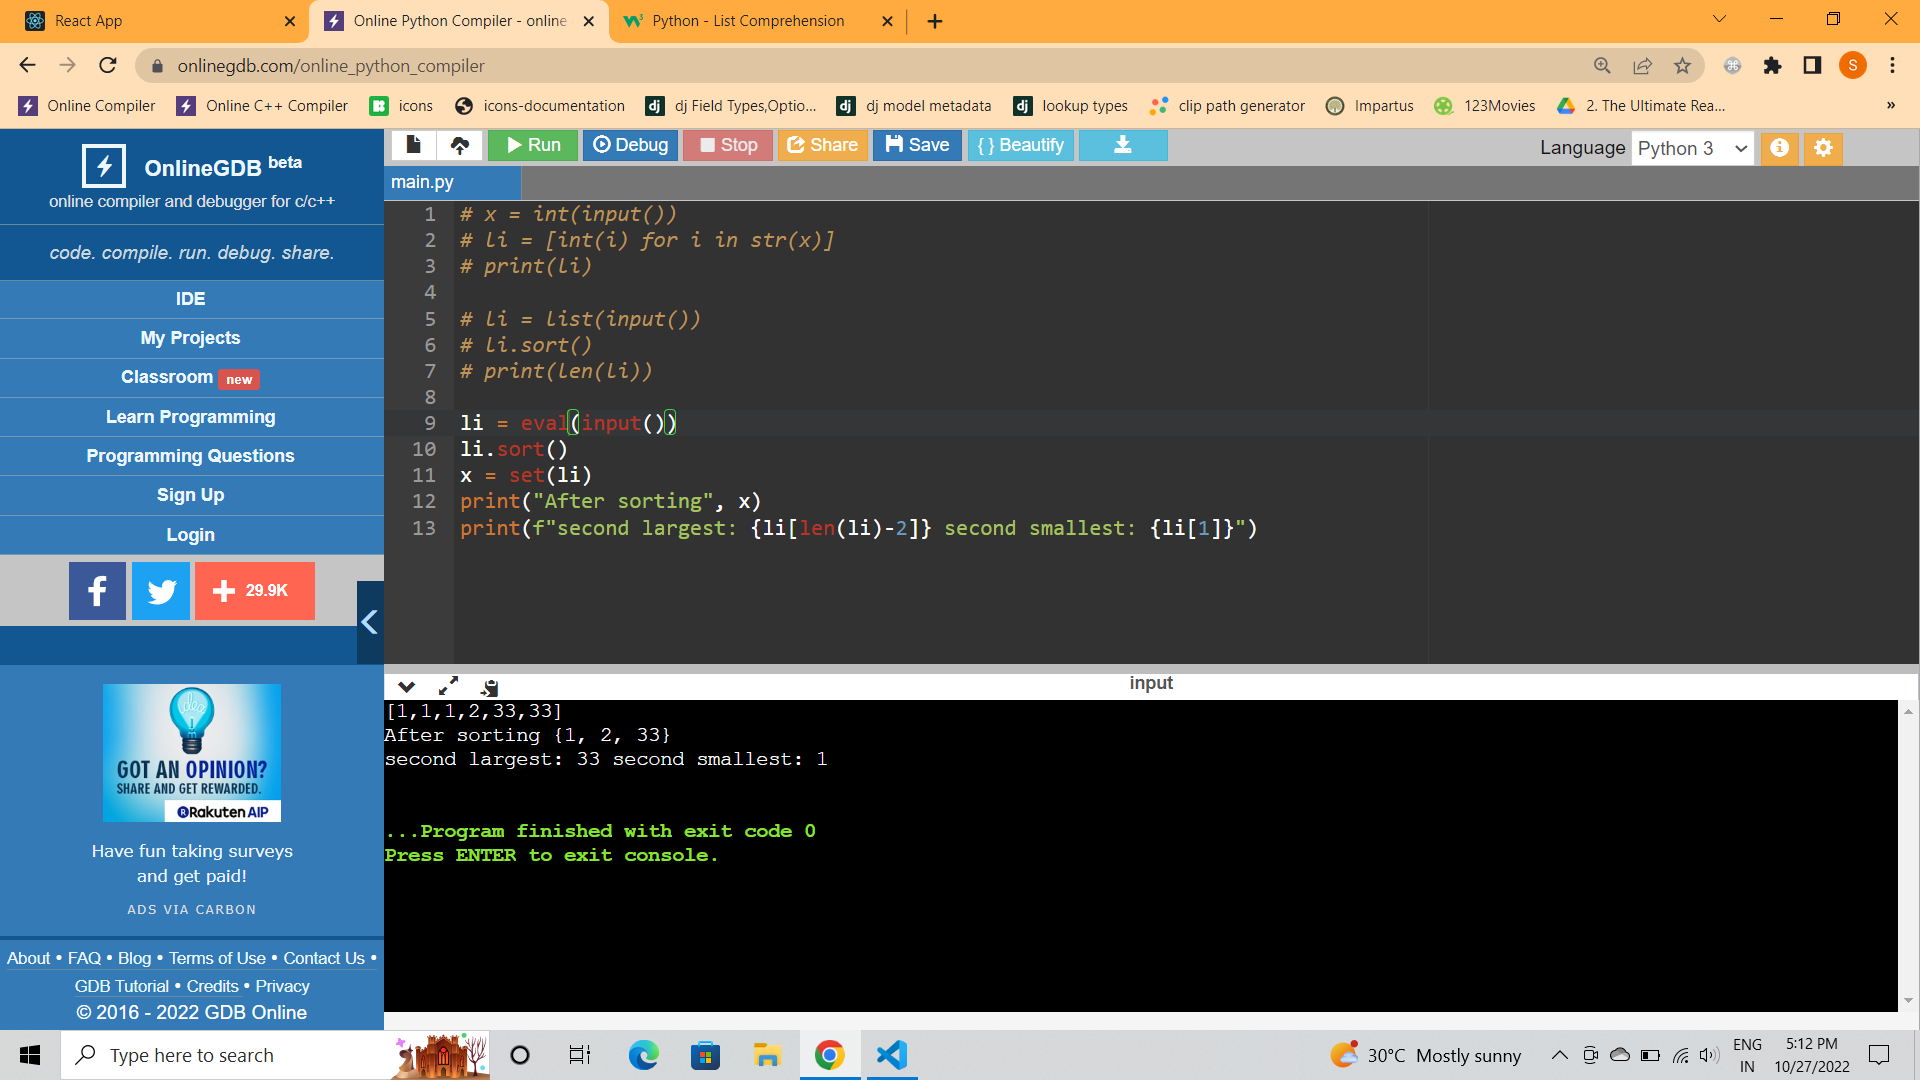 React App
Online Python Compiler - online
Python - List Comprehension
onlinegdb.com/online_python_compiler
S
Online Compiler
Online C++ Compiler
icons
icons-documentation
dj Field Types,Optio...
dj model metadata
lookup types
clip path generator
Impartus
123Movies
2. The Ultimate Rea...
»
OnlineGDB beta
online compiler and debugger for c/c++
code. compile. run. debug. share.
IDE
My Projects
Classroom new
Learn Programming
Programming Questions
Sign Up
Login
29.9K
GOT AN OPINION?
SHARE AND GET REWARDED.
Rakuten AIP
Have fun taking surveys
and get paid!
ADS VIA CARBON
About • FAQ • Blog • Terms of Use • Contact Us •
GDB Tutorial • Credits • Privacy
© 2016 - 2022 GDB Online
Run
Debug
Stop
Share
Save
{ } Beautify
Language Python 3
main.py
1 # x = int(input())
2 # li = [int(i) for i in str(x)]
3 # print(li)
4
5 # li = list(input())
6 # li.sort()
7 # print(len(li))
8
9 li = eval(input())
10 li.sort()
11 x = set(li)
12 print("After sorting", x)
13 print(f"second largest: {li[len(li)-2]} second smallest: {li[1]}")
input
[1,1,1,2,33,33]
After sorting {1, 2, 33}
second largest: 33 second smallest: 1
...Program finished with exit code 0
Press ENTER to exit console.
Type here to search
30°C Mostly sunny
ENG
IN
5:12 PM
10/27/2022